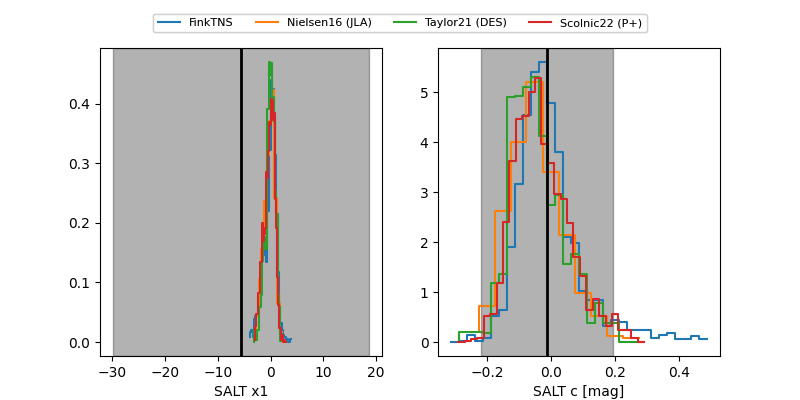 FinkTNS Nielsen16 (JLA) Taylor21 (DES) Scolnic22 (P+)
0.4
0.3
0.2
0.1
0.0
−30 −20 −10 0 10 20
SALT x1
5
4
3
2
1
0
−0.2 0.0 0.2 0.4
SALT c [mag]